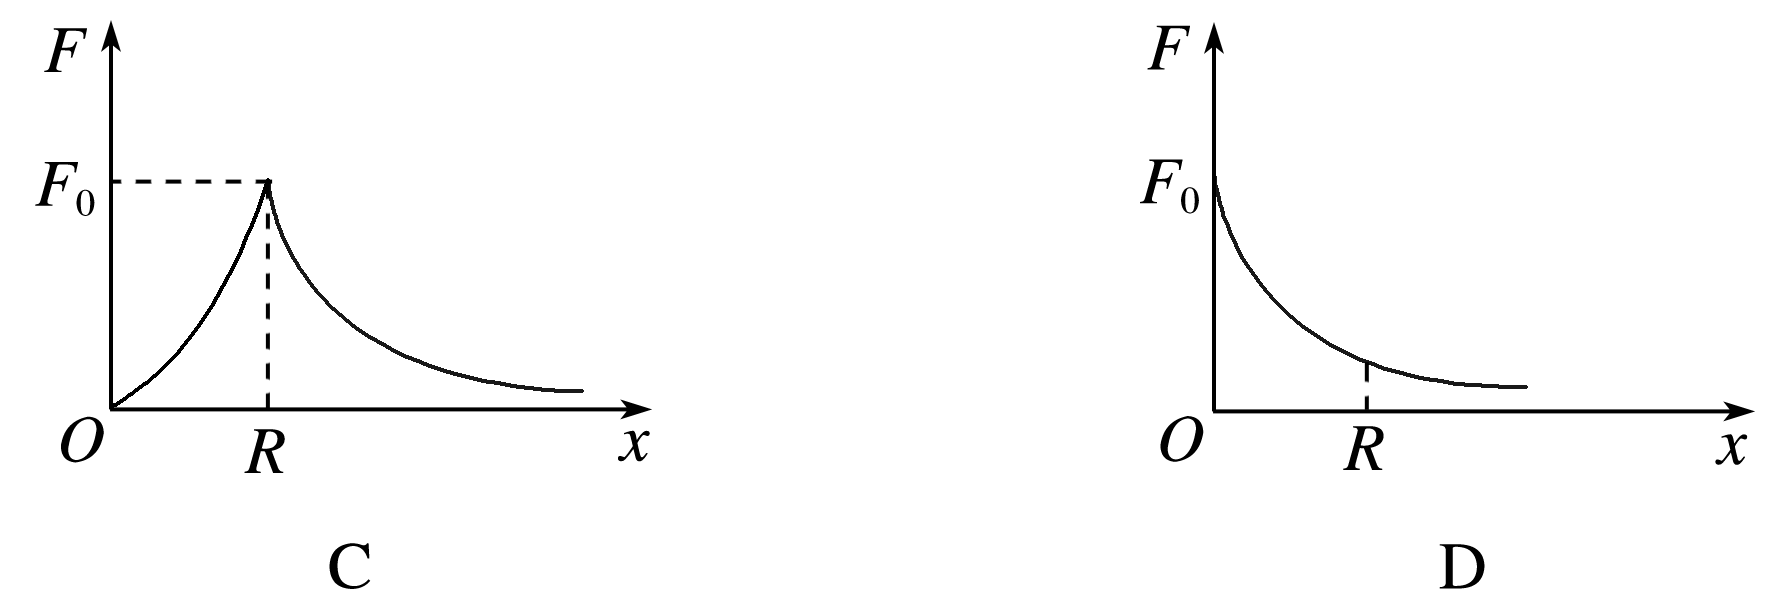 F F
F₀ F₀
O R x O R x
C D